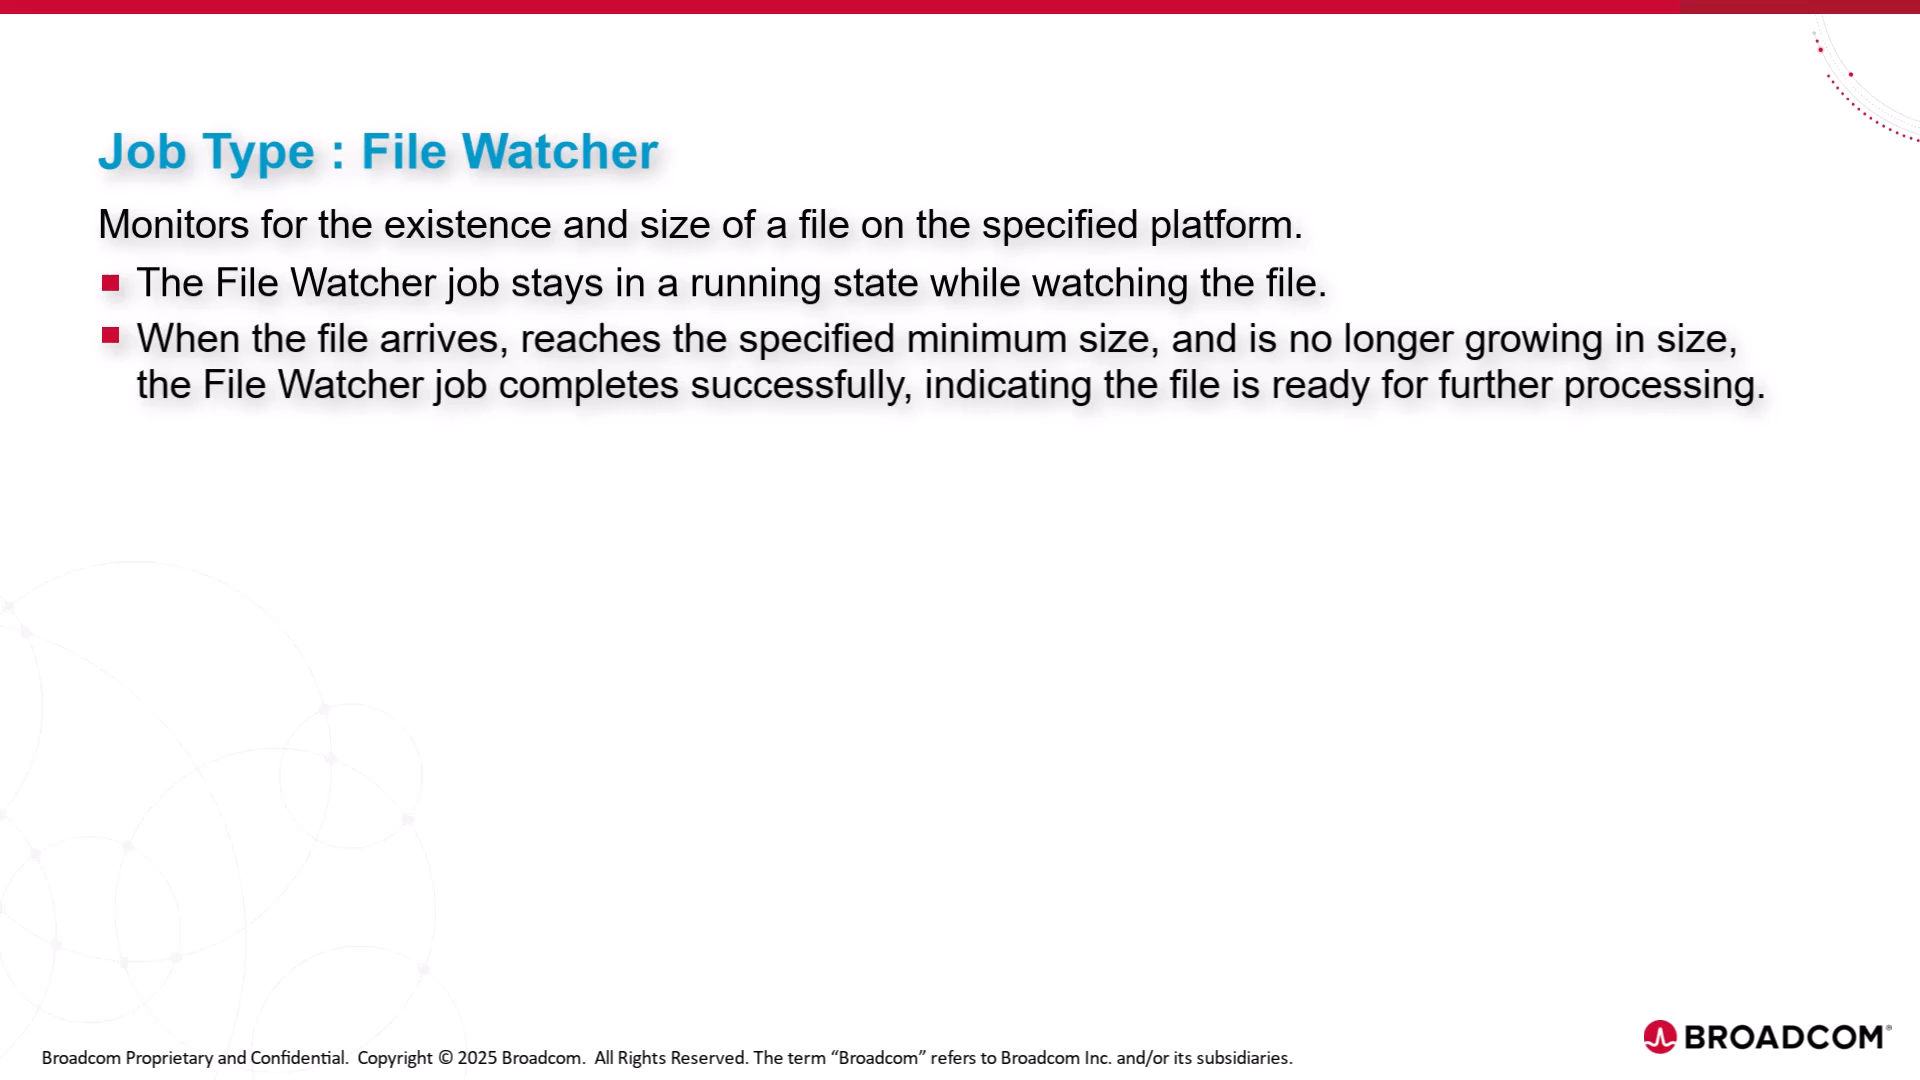 Job Type : File Watcher
Monitors for the existence and size of a file on the specified platform.
The File Watcher job stays in a running state while watching the file.
When the file arrives, reaches the specified minimum size, and is no longer growing in size,
the File Watcher job completes successfully, indicating the file is ready for further processing.
Broadcom Proprietary and Confidential.  Copyright © 2025 Broadcom.  All Rights Reserved. The term “Broadcom” refers to Broadcom Inc. and/or its subsidiaries.
BROADCOM®